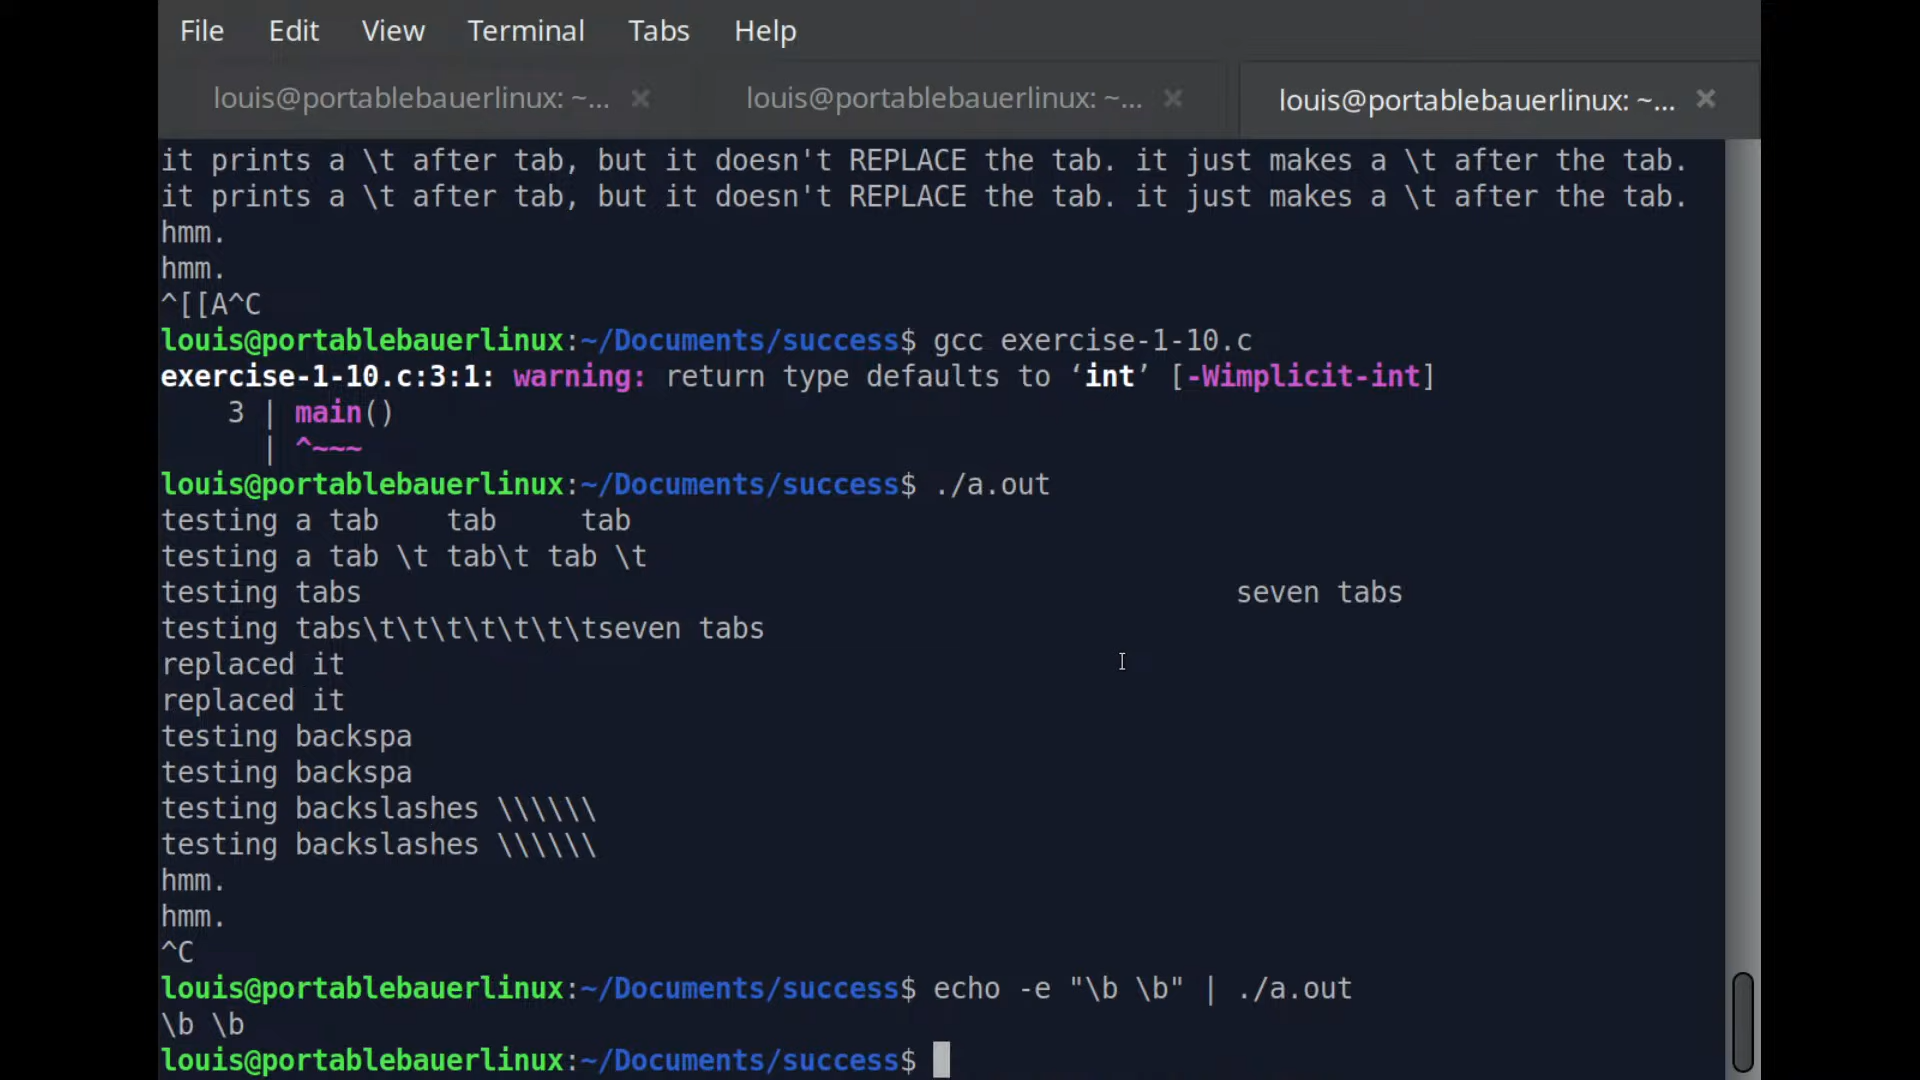 File Edit View Terminal Tabs Help
louis@portablebauerlinux: ~... louis@portablebauerlinux: ~... louis@portablebauerlinux: ~...
it prints a \t after tab, but it doesn't REPLACE the tab. it just makes a \t after the tab.
it prints a \t after tab, but it doesn't REPLACE the tab. it just makes a \t after the tab.
hmm.
hmm.
^[[A^C
louis@portablebauerlinux:~/Documents/success$ gcc exercise-1-10.c
exercise-1-10.c:3:1: warning: return type defaults to ‘int’ [-Wimplicit-int]
    3 | main()
      | ^~~~
louis@portablebauerlinux:~/Documents/success$ ./a.out
testing a tab    tab     tab
testing a tab \t tab\t tab \t
testing tabs                                                    seven tabs
testing tabs\t\t\t\t\t\t\tseven tabs
replaced it
replaced it
testing backspa
testing backspa
testing backslashes \\\\\\
testing backslashes \\\\\\
hmm.
hmm.
^C
louis@portablebauerlinux:~/Documents/success$ echo -e "\b \b" | ./a.out
\b \b
louis@portablebauerlinux:~/Documents/success$